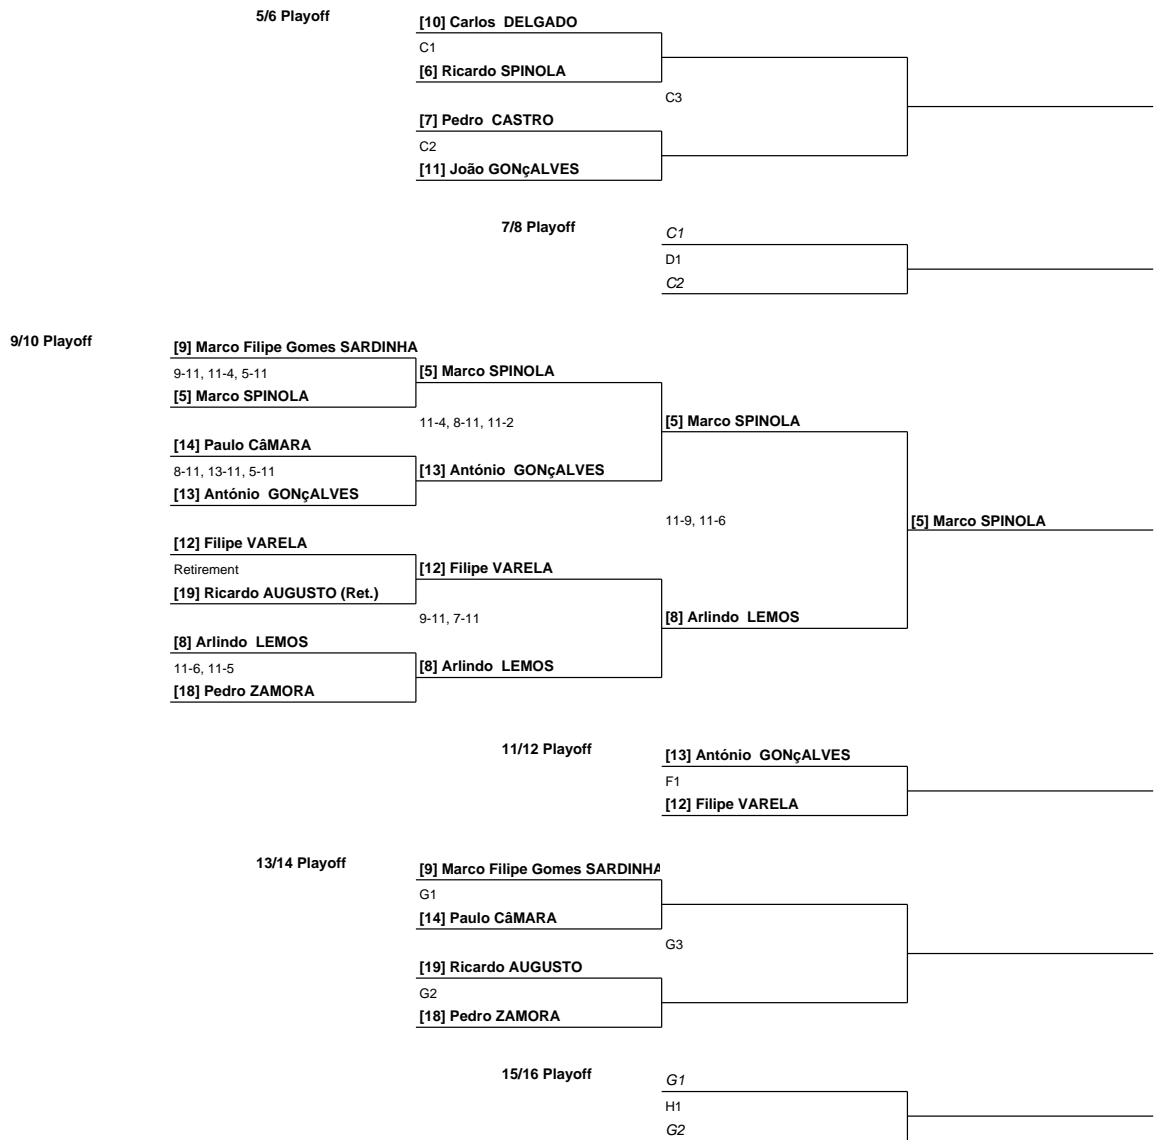 5/6 Playoff
[10] Carlos  DELGADO
C1
[6] Ricardo SPINOLA
C3
[7] Pedro  CASTRO
C2
[11] João GONçALVES
7/8 Playoff
C1
D1
C2
9/10 Playoff
[9] Marco Filipe Gomes SARDINHA
9-11, 11-4, 5-11
[5] Marco SPINOLA
[5] Marco SPINOLA
11-4, 8-11, 11-2
[5] Marco SPINOLA
[14] Paulo CâMARA
8-11, 13-11, 5-11
[13] António  GONçALVES
[13] António  GONçALVES
11-9, 11-6
[5] Marco SPINOLA
[12] Filipe VARELA
Retirement
[12] Filipe VARELA
[19] Ricardo AUGUSTO (Ret.)
9-11, 7-11
[8] Arlindo  LEMOS
[8] Arlindo  LEMOS
11-6, 11-5
[8] Arlindo  LEMOS
[18] Pedro ZAMORA
11/12 Playoff
[13] António  GONçALVES
F1
[12] Filipe VARELA
13/14 Playoff
[9] Marco Filipe Gomes SARDINHA
G1
[14] Paulo CâMARA
G3
[19] Ricardo AUGUSTO
G2
[18] Pedro ZAMORA
15/16 Playoff
G1
H1
G2